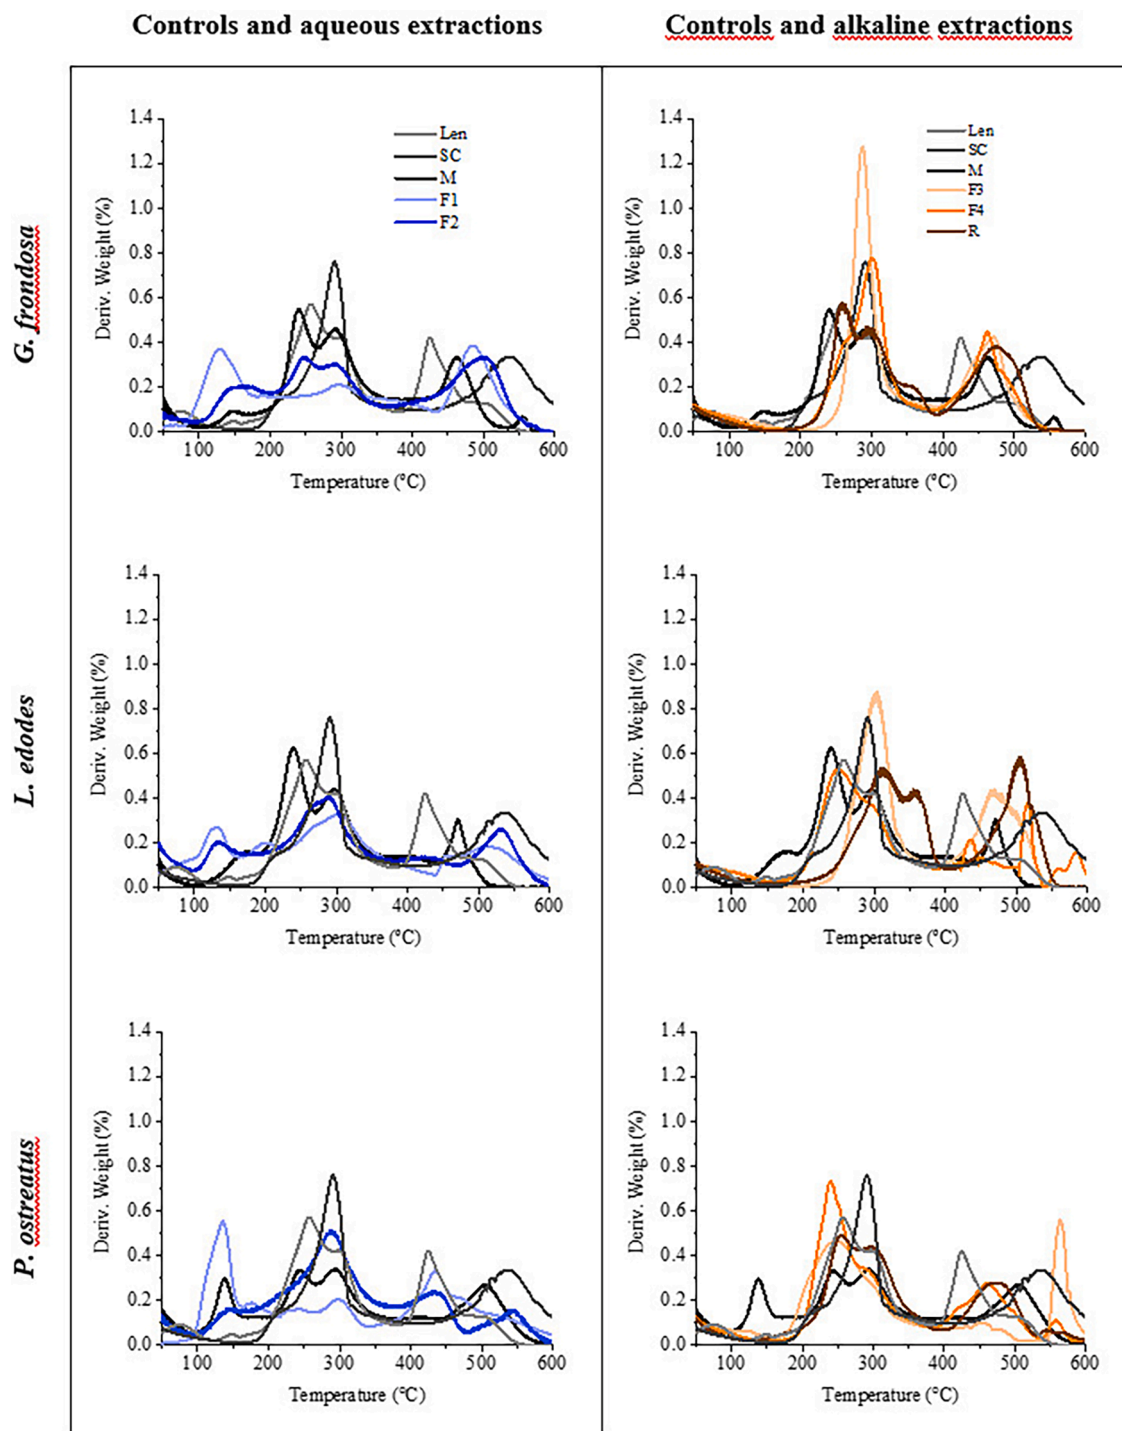 Controls and aqueous extractions
Controls and alkaline extractions
G. frondosa
Deriv. Weight (%)
1.4
1.2
1.0
0.8
0.6
0.4
0.2
0.0
100 200 300 400 500 600
Temperature (°C)
Len
SC
M
F1
F2
Deriv. Weight (%)
1.4
1.2
1.0
0.8
0.6
0.4
0.2
0.0
100 200 300 400 500 600
Temperature (°C)
Len
SC
M
F3
F4
R
L. edodes
Deriv. Weight (%)
1.4
1.2
1.0
0.8
0.6
0.4
0.2
0.0
100 200 300 400 500 600
Temperature (°C)
Deriv. Weight (%)
1.4
1.2
1.0
0.8
0.6
0.4
0.2
0.0
100 200 300 400 500 600
Temperature (°C)
P. ostreatus
Deriv. Weight (%)
1.4
1.2
1.0
0.8
0.6
0.4
0.2
0.0
100 200 300 400 500 600
Temperature (°C)
Deriv. Weight (%)
1.4
1.2
1.0
0.8
0.6
0.4
0.2
0.0
100 200 300 400 500 600
Temperature (°C)